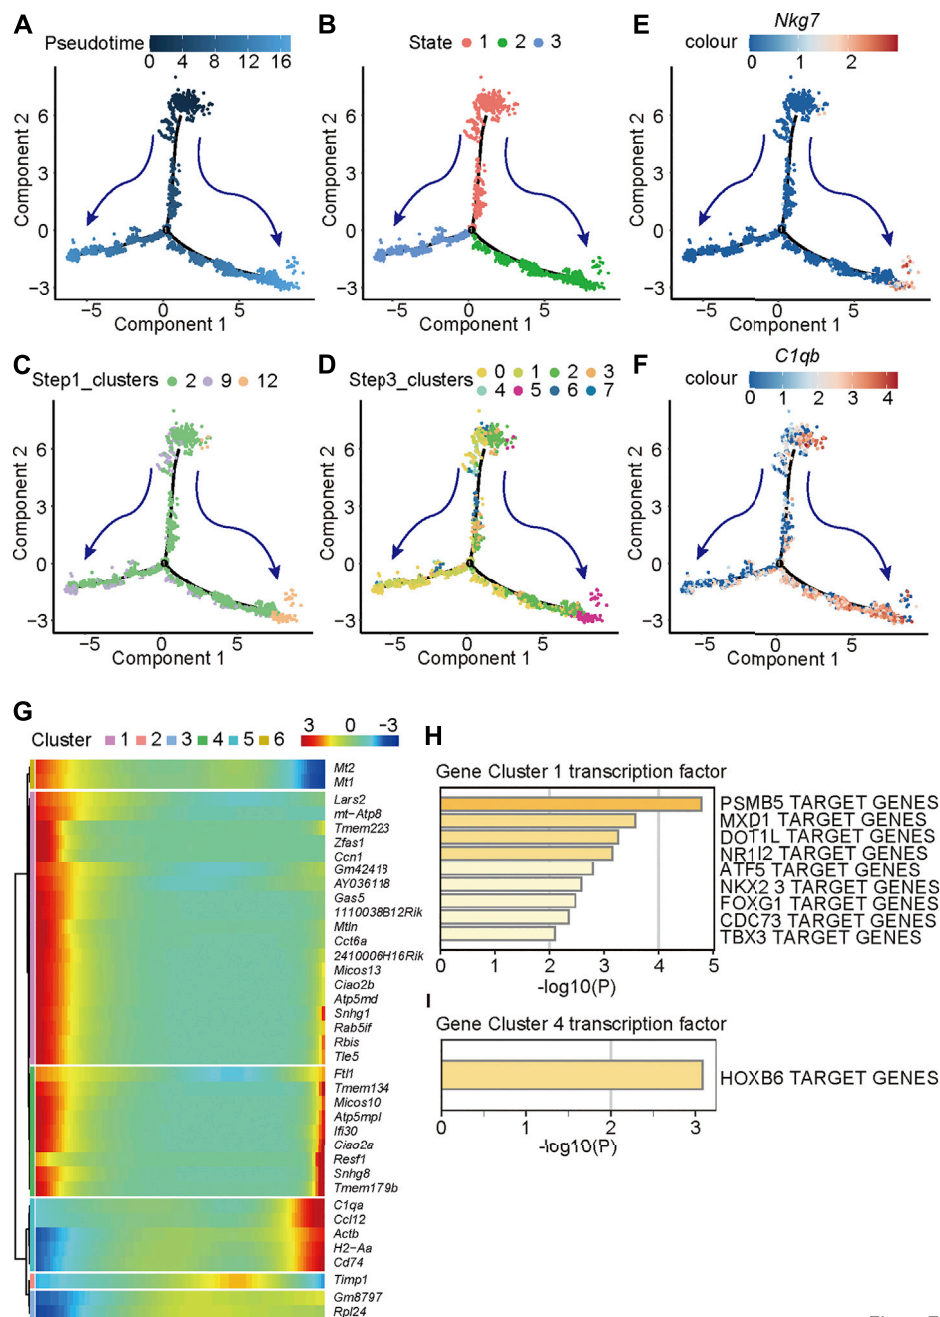 A
Pseudotime
0 4 8 12 16
Component 2
6
3
0
−3
−5 0 5
Component 1
B
State 1 2 3
Component 2
6
3
0
−3
−5 0 5
Component 1
E
Nkg7
colour
0 1 2
Component 2
6
3
0
−3
−5 0 5
Component 1
C
Step1_clusters 2 9 12
Component 2
6
3
0
−3
−5 0 5
Component 1
D
Step3_clusters 0 1 2 3
4 5 6 7
Component 2
6
3
0
−3
−5 0 5
Component 1
F
C1qb
colour
0 1 2 3 4
Component 2
6
3
0
−3
−5 0 5
Component 1
G
Cluster 1 2 3 4 5 6
3 0 -3
Mt2
Mt1
Lars2
mt−Atp8
Tmem223
Zfas1
Ccn1
Gm42418
AY036118
Gas5
1110038B12Rik
Mtln
Cct6a
2410006H16Rik
Micos13
Ciao2b
Atp5md
Snhg1
Rab5if
Rbis
Tle5
Ftl1
Tmem134
Micos10
Atp5mpl
Ifi30
Ciao2a
Resf1
Snhg8
Tmem179b
C1qa
Ccl12
Actb
H2−Aa
Cd74
Timp1
Gm8797
Rpl24
H
Gene Cluster 1 transcription factor
PSMB5 TARGET GENES
MXD1 TARGET GENES
DOT1L TARGET GENES
NR1I2 TARGET GENES
ATF5 TARGET GENES
NKX2 3 TARGET GENES
FOXG1 TARGET GENES
CDC73 TARGET GENES
TBX3 TARGET GENES
0 1 2 3 4 5
-log10(P)
I
Gene Cluster 4 transcription factor
HOXB6 TARGET GENES
0 1 2 3
-log10(P)